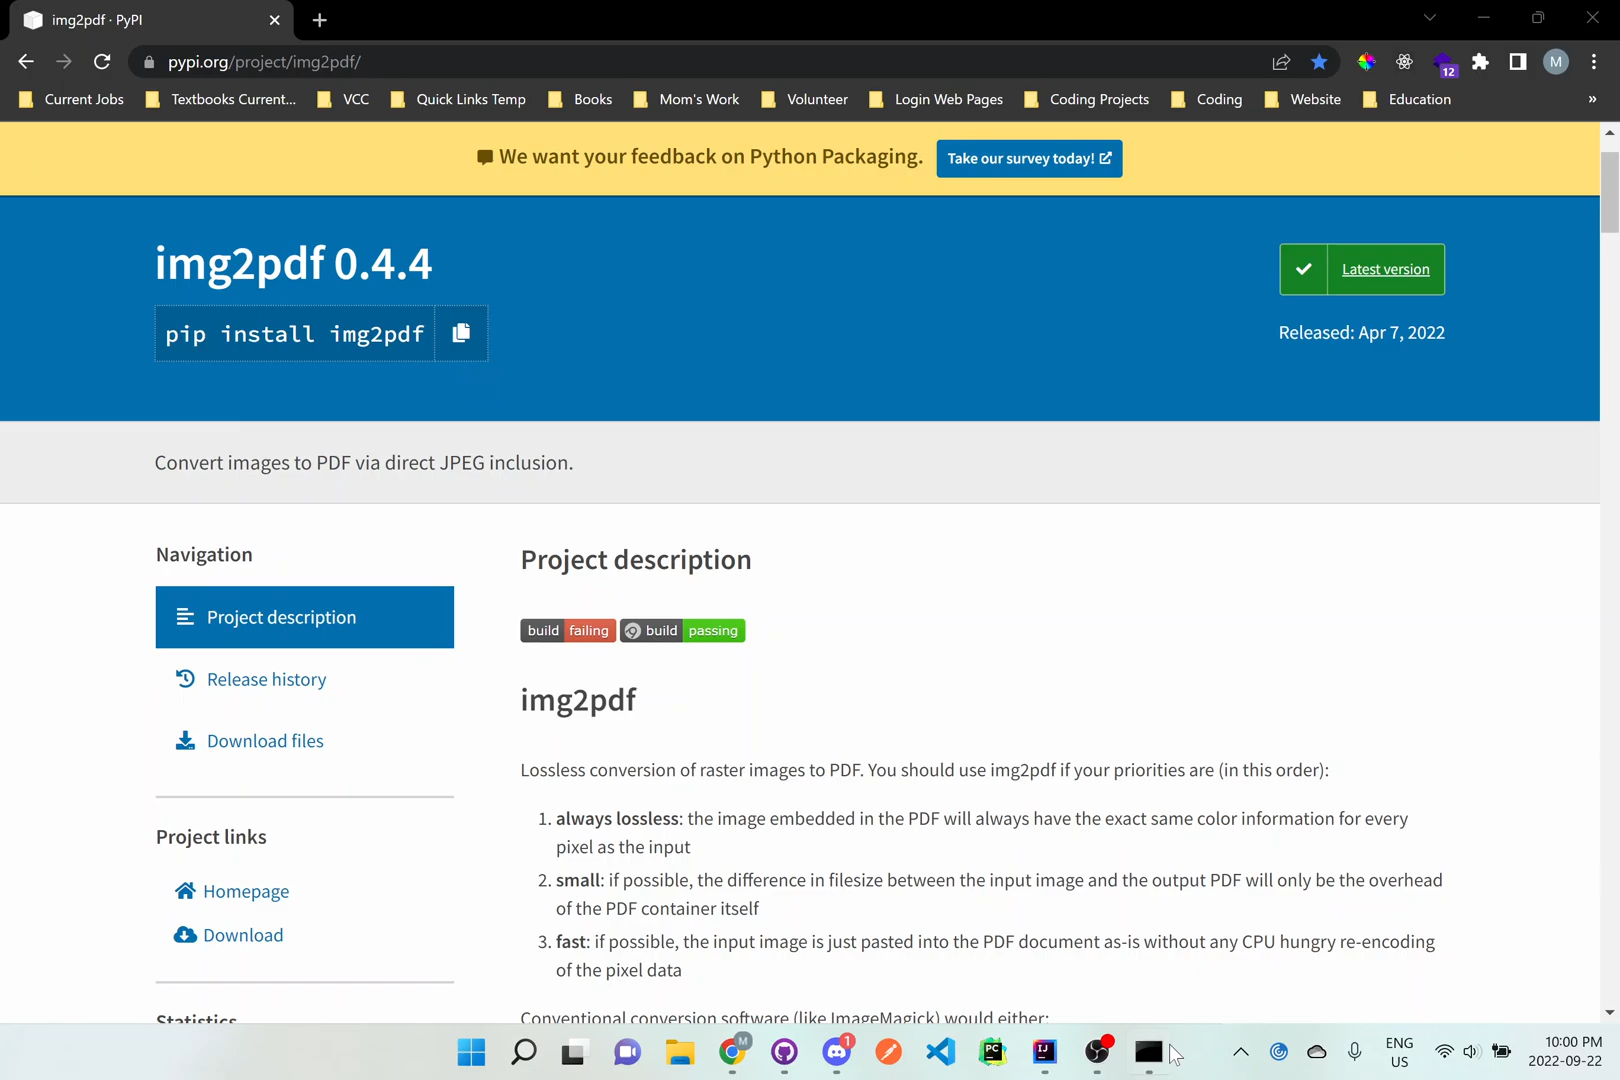 img2pdf · PyPI
pypi.org/project/img2pdf/
12
M
Current Jobs
Textbooks Current...
VCC
Quick Links Temp
Books
Mom's Work
Volunteer
Login Web Pages
Coding Projects
Coding
Website
Education
»
We want your feedback on Python Packaging.
Take our survey today!
img2pdf 0.4.4
Latest version
pip install img2pdf
Released: Apr 7, 2022
Convert images to PDF via direct JPEG inclusion.
Navigation
Project description
Release history
Download files
Project links
Homepage
Download
Statistics
Project description
build failing
build passing
img2pdf
Lossless conversion of raster images to PDF. You should use img2pdf if your priorities are (in this order):
1. always lossless: the image embedded in the PDF will always have the exact same color information for every
pixel as the input
2. small: if possible, the difference in filesize between the input image and the output PDF will only be the overhead
of the PDF container itself
3. fast: if possible, the input image is just pasted into the PDF document as-is without any CPU hungry re-encoding
of the pixel data
Conventional conversion software (like ImageMagick) would either:
M
1
PC
IJ
ENG
US
10:00 PM
2022-09-22